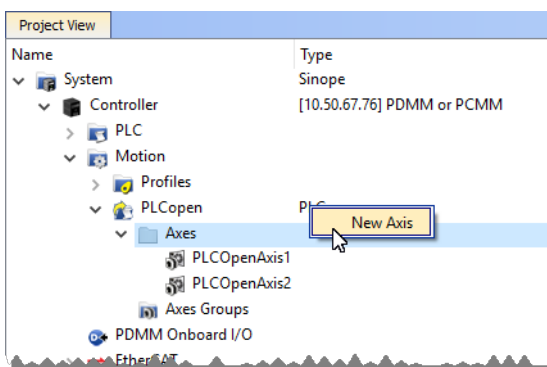 Project View
Name Type
System Sinope
Controller [10.50.67.76] PDMM or PCMM
PLC
Motion
Profiles
PLCopen
New Axis
Axes
PLCOpenAxis1
PLCOpenAxis2
Axes Groups
PDMM Onboard I/O
EtherCAT